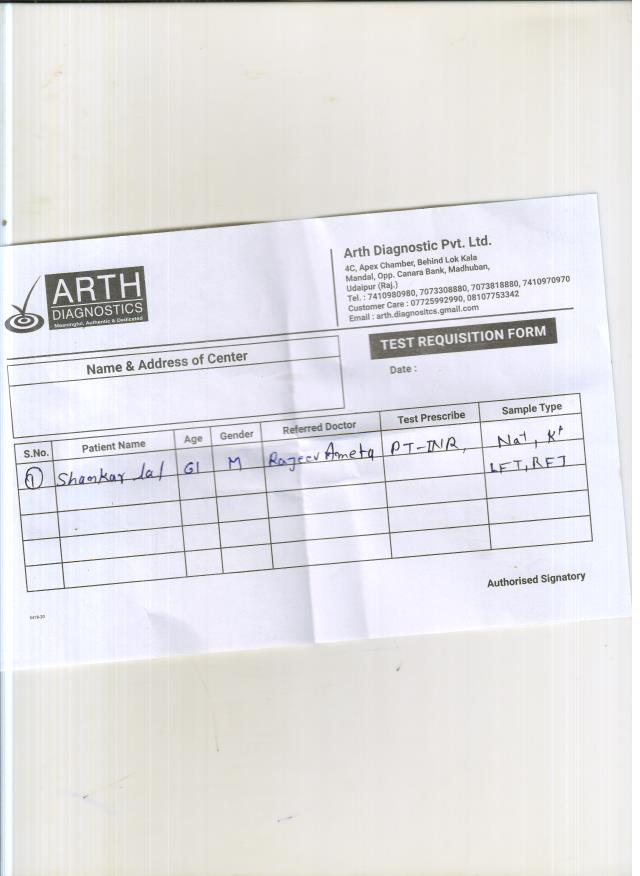 ARTH
DIAGNOSTICS
Meaningful, Authentic & Dedicated
Arth Diagnostic Pvt. Ltd.
4C, Apex Chamber, Behind Lok Kala
Mandal, Opp. Canara Bank, Madhuban,
Udaipur (Raj.)
Tel. : 7410980980, 7073308880, 7073818880, 7410970970
Customer Care : 07725992990, 08107753342
Email : arth.diagnositcs.gmail.com
TEST REQUISITION FORM
Name & Address of Center
Date :
S.No. Patient Name Age Gender Referred Doctor Test Prescribe Sample Type
1 Shankar lal 61 M Rajeev Ameta PT-INR, Na+, K+
LFT, RFT
Authorised Signatory